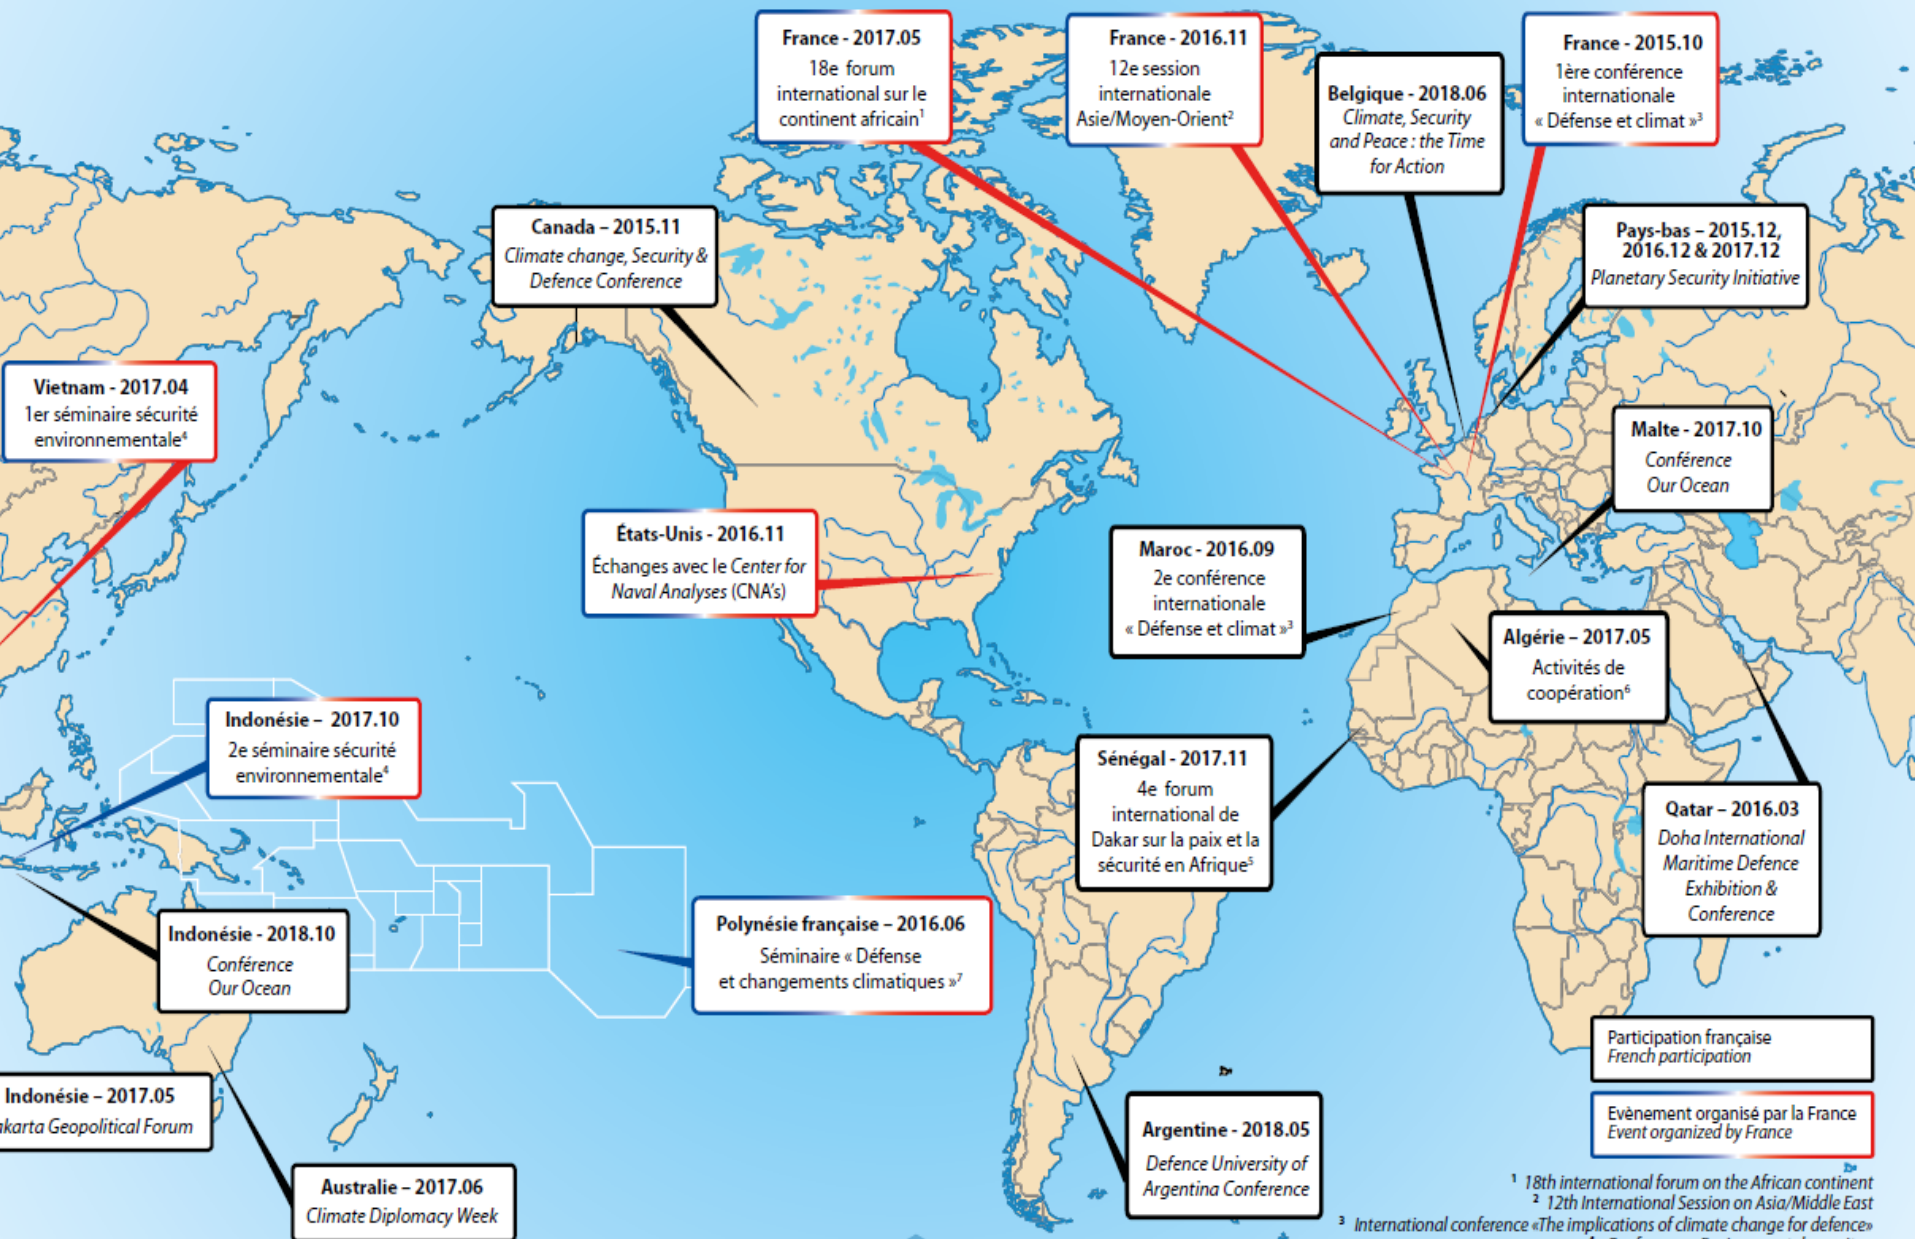 France - 2017.05
18e forum
international sur le
continent africain¹
France - 2016.11
12e session
internationale
Asie/Moyen-Orient²
Belgique - 2018.06
Climate, Security
and Peace : the Time
for Action
France - 2015.10
1ère conférence
internationale
« Défense et climat »³
Canada – 2015.11
Climate change, Security &
Defence Conference
Pays-bas – 2015.12,
2016.12 & 2017.12
Planetary Security Initiative
Vietnam - 2017.04
1er séminaire sécurité
environnementale⁴
Malte - 2017.10
Conférence
Our Ocean
États-Unis - 2016.11
Échanges avec le Center for
Naval Analyses (CNA's)
Maroc - 2016.09
2e conférence
internationale
« Défense et climat »³
Algérie – 2017.05
Activités de
coopération⁶
Indonésie – 2017.10
2e séminaire sécurité
environnementale⁴
Sénégal - 2017.11
4e forum
international de
Dakar sur la paix et la
sécurité en Afrique⁵
Qatar – 2016.03
Doha International
Maritime Defence
Exhibition &
Conference
Polynésie française – 2016.06
Séminaire « Défense
et changements climatiques »⁷
Indonésie - 2018.10
Conférence
Our Ocean
Indonésie – 2017.05
akarta Geopolitical Forum
Australie – 2017.06
Climate Diplomacy Week
Argentine - 2018.05
Defence University of
Argentina Conference
Participation française
French participation
Evènement organisé par la France
Event organized by France
¹ 18th international forum on the African continent
² 12th International Session on Asia/Middle East
³ International conference «The implications of climate change for defence»